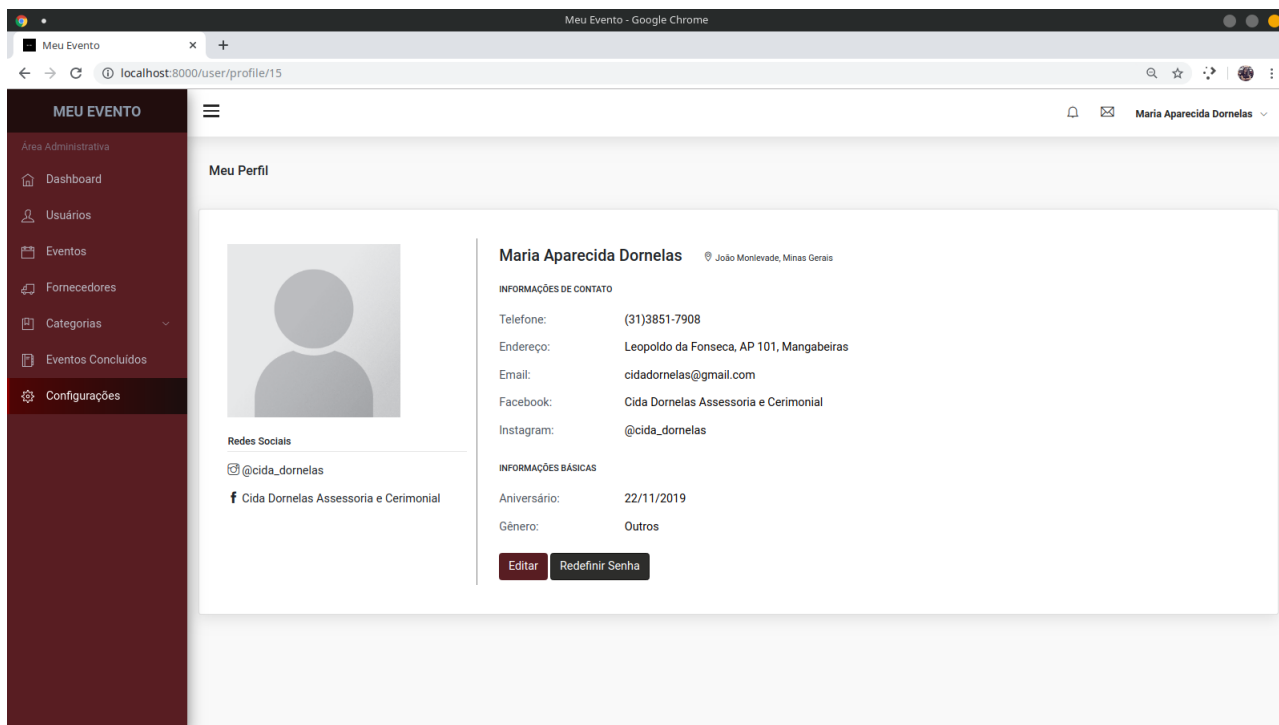 Meu Evento - Google Chrome
Meu Evento
localhost:8000/user/profile/15
MEU EVENTO
Maria Aparecida Dornelas
Área Administrativa
Dashboard
Usuários
Eventos
Fornecedores
Categorias
Eventos Concluídos
Configurações
Meu Perfil
Redes Sociais
@cida_dornelas
Cida Dornelas Assessoria e Cerimonial
Maria Aparecida Dornelas João Monlevade, Minas Gerais
INFORMAÇÕES DE CONTATO
Telefone: (31)3851-7908
Endereço: Leopoldo da Fonseca, AP 101, Mangabeiras
Email: cidadornelas@gmail.com
Facebook: Cida Dornelas Assessoria e Cerimonial
Instagram: @cida_dornelas
INFORMAÇÕES BÁSICAS
Aniversário: 22/11/2019
Gênero: Outros
Editar Redefinir Senha